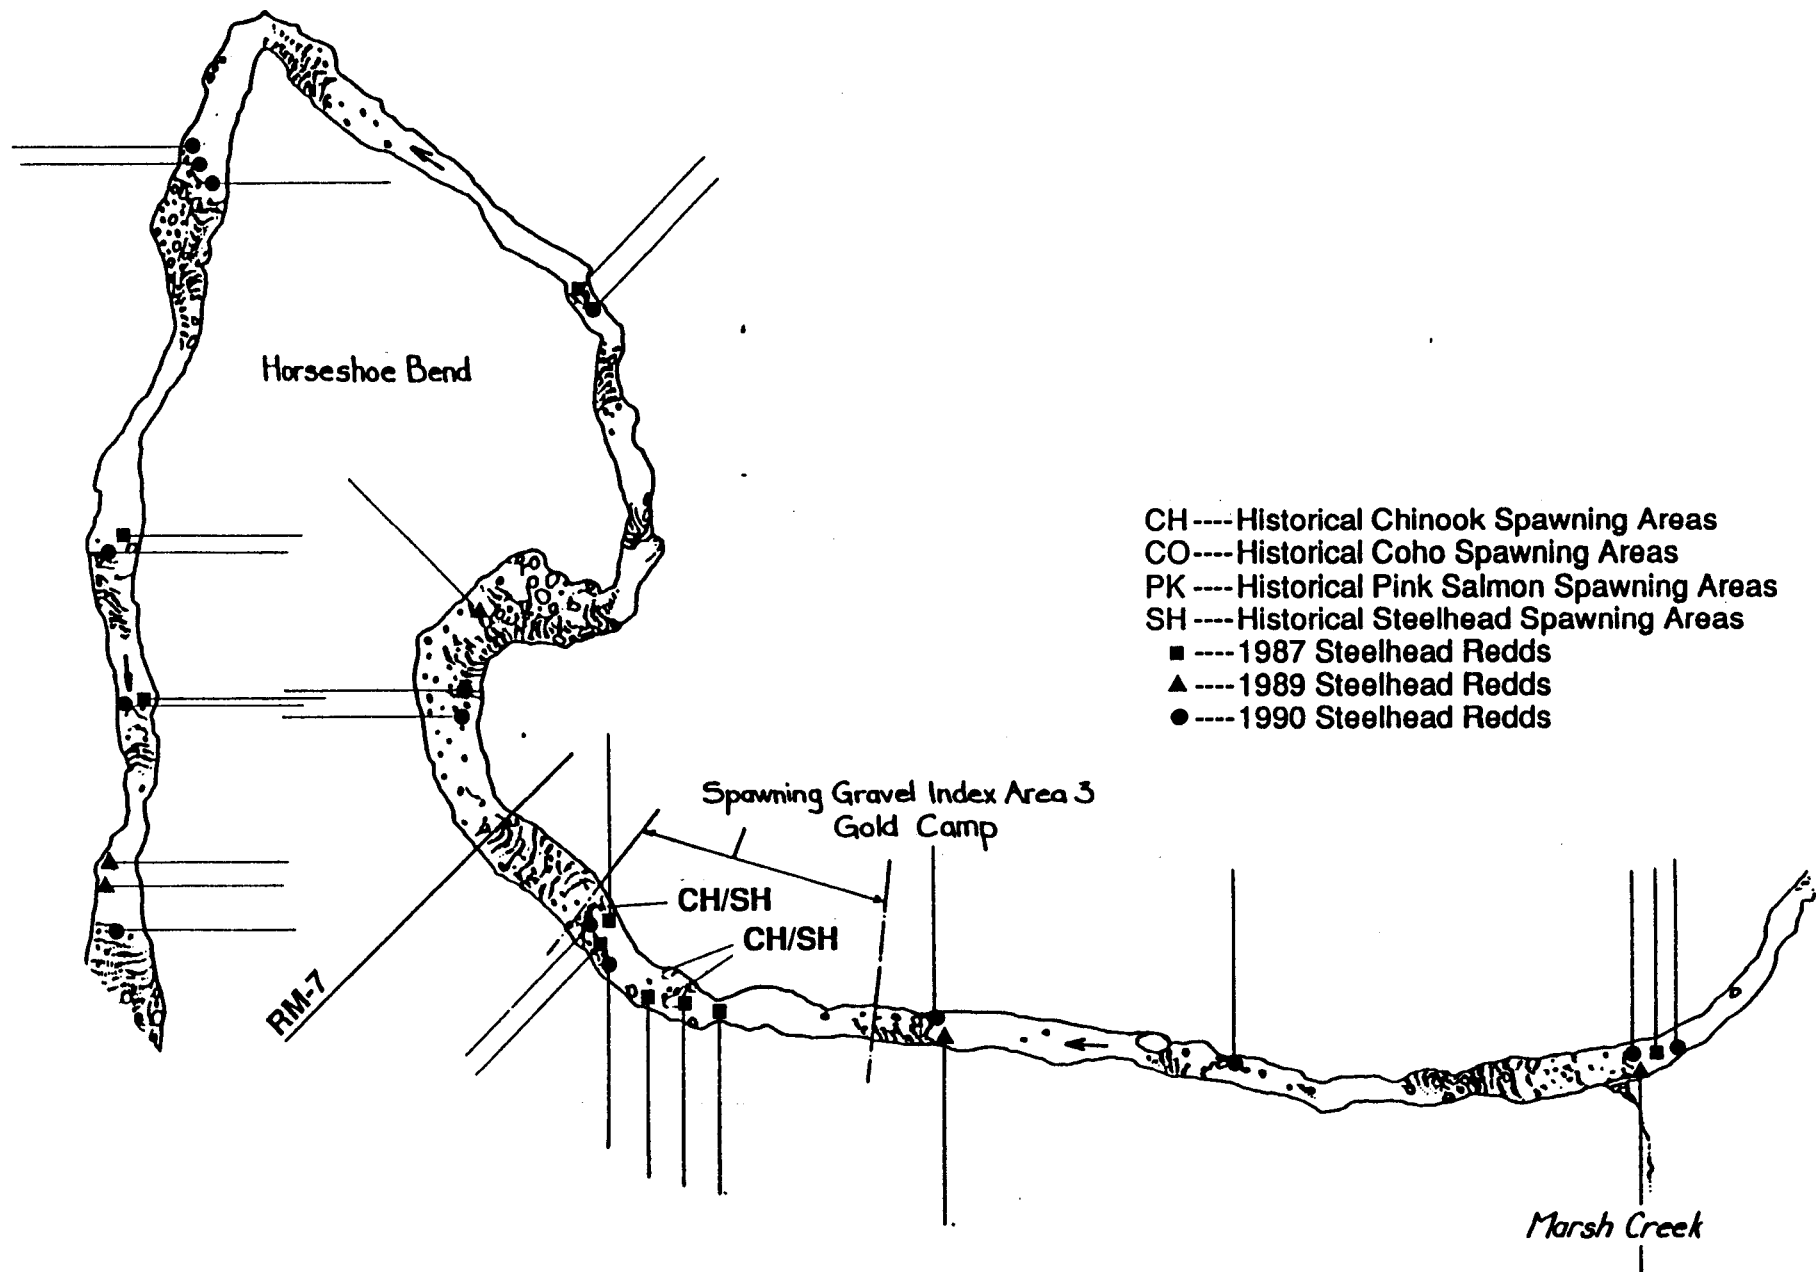 Horseshoe Bend
CH ----Historical Chinook Spawning Areas
CO----Historical Coho Spawning Areas
PK ----Historical Pink Salmon Spawning Areas
SH ----Historical Steelhead Spawning Areas
■ ----1987 Steelhead Redds
▲ ----1989 Steelhead Redds
● ----1990 Steelhead Redds
Spawning Gravel Index Area 3
Gold Camp
CH/SH
CH/SH
RM-7
Marsh Creek